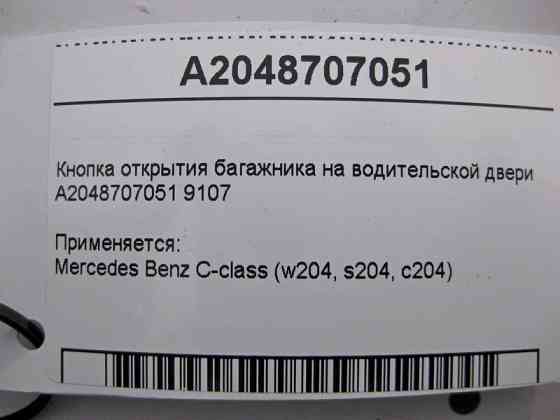 A2048707051
Кнопка открытия багажника на водительской двери
A2048707051 9107
Применяется:
Mercedes Benz C-class (w204, s204, c204)